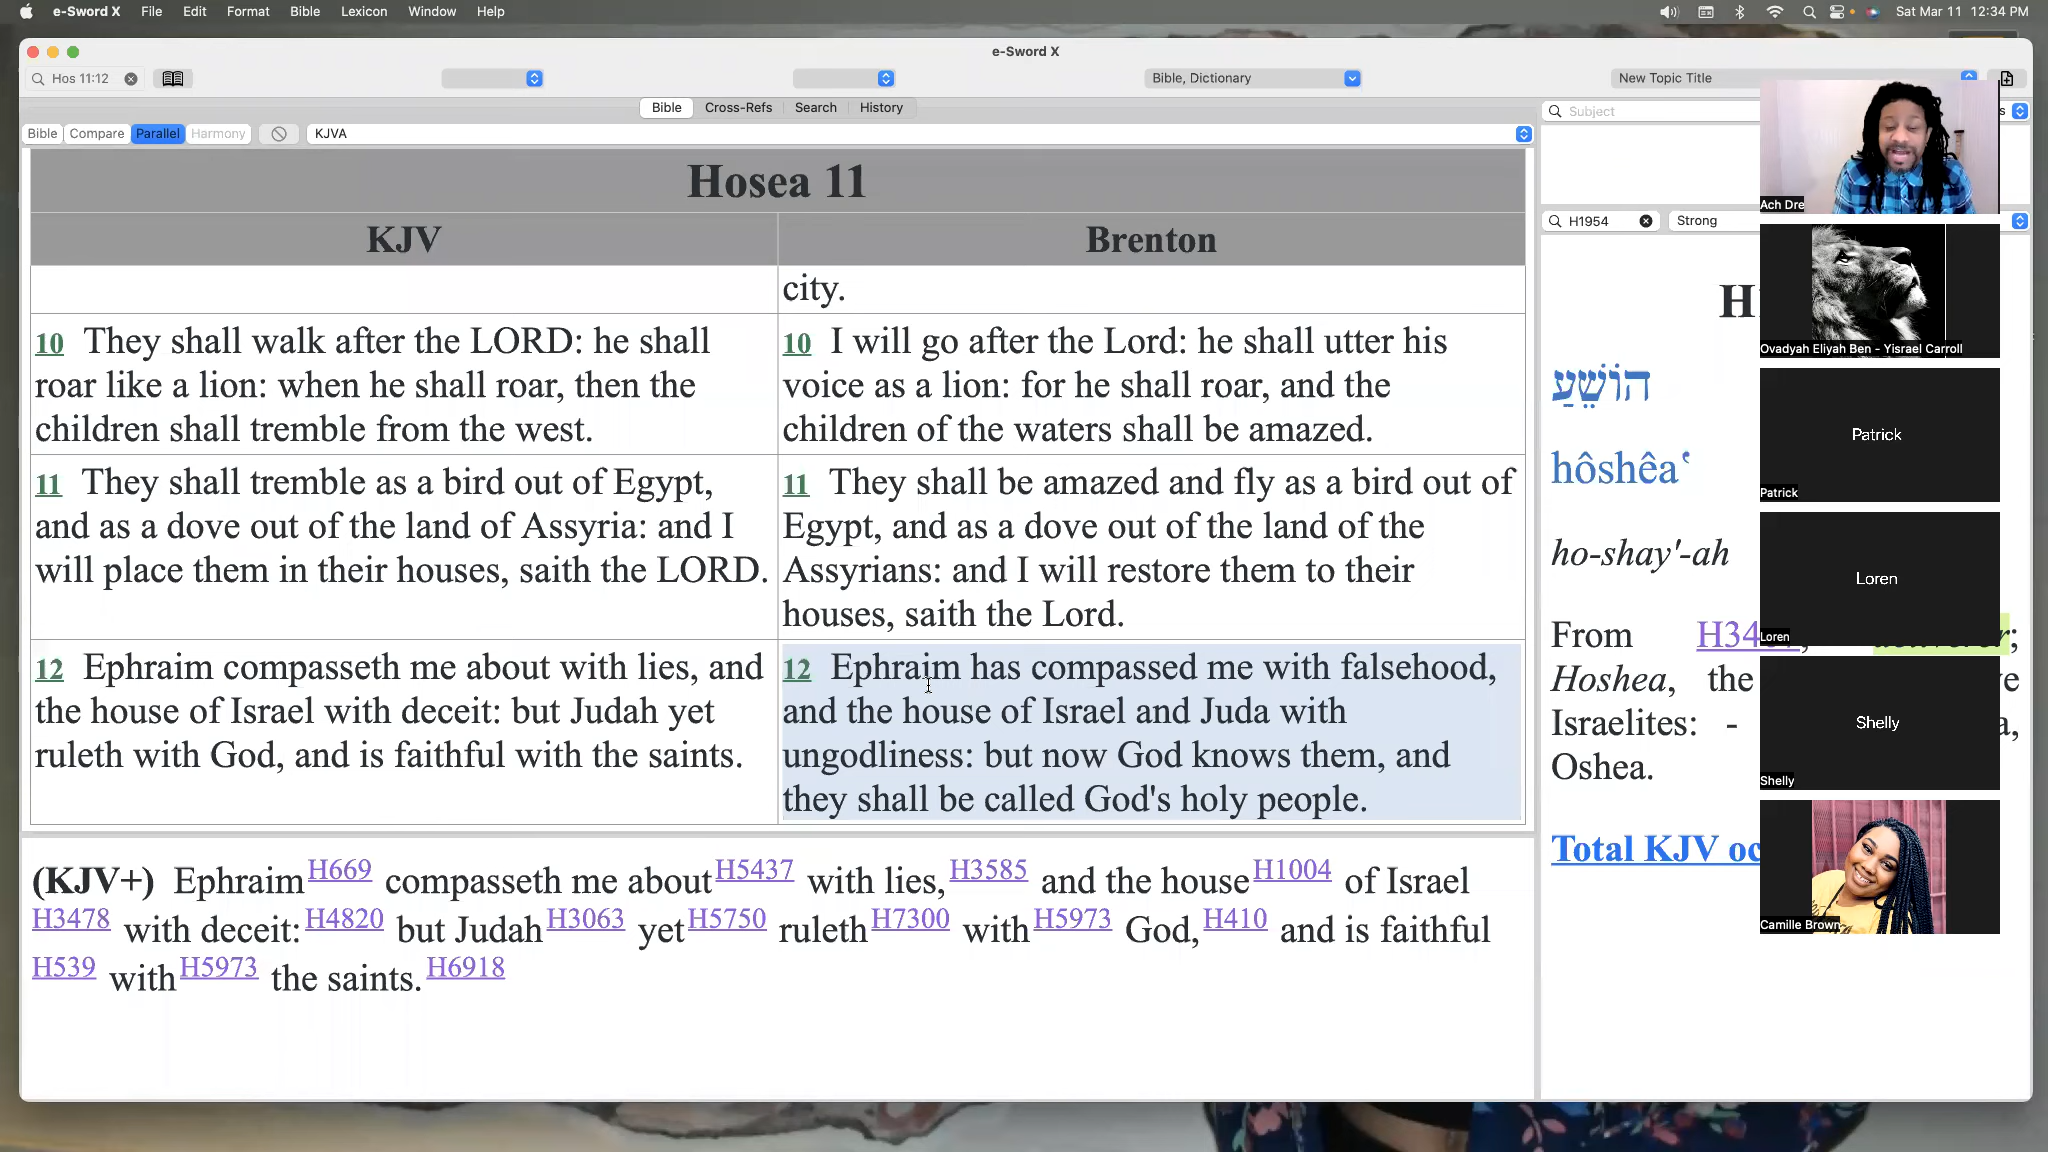 e-Sword X File Edit Format Bible Lexicon Window Help
Sat Mar 11 12:34 PM
e-Sword X
Hos 11:12
Bible, Dictionary
New Topic Title
Bible Cross-Refs Search History
Subject
Bible Compare Parallel Harmony
KJVA
Hosea 11
KJV
Brenton
city.
10 They shall walk after the LORD: he shall
roar like a lion: when he shall roar, then the
children shall tremble from the west.
10 I will go after the Lord: he shall utter his
voice as a lion: for he shall roar, and the
children of the waters shall be amazed.
11 They shall tremble as a bird out of Egypt,
and as a dove out of the land of Assyria: and I
will place them in their houses, saith the LORD.
11 They shall be amazed and fly as a bird out of
Egypt, and as a dove out of the land of the
Assyrians: and I will restore them to their
houses, saith the Lord.
12 Ephraim compasseth me about with lies, and
the house of Israel with deceit: but Judah yet
ruleth with God, and is faithful with the saints.
12 Ephraim has compassed me with falsehood,
and the house of Israel and Juda with
ungodliness: but now God knows them, and
they shall be called God's holy people.
(KJV+) Ephraim H669 compasseth me about H5437 with lies, H3585 and the house H1004 of Israel
H3478 with deceit: H4820 but Judah H3063 yet H5750 ruleth H7300 with H5973 God, H410 and is faithful
H539 with H5973 the saints. H6918
H1954
Strong
הוֹשֵׁעַ
hôshêa‛
ho-shay'-ah
From
Hoshea, the
Israelites: -
Oshea.
Total KJV
Ach Dre
Ovadyah Eliyah Ben - Yisrael Carroll
Patrick
Patrick
Loren
Loren
Shelly
Shelly
Camille Brown